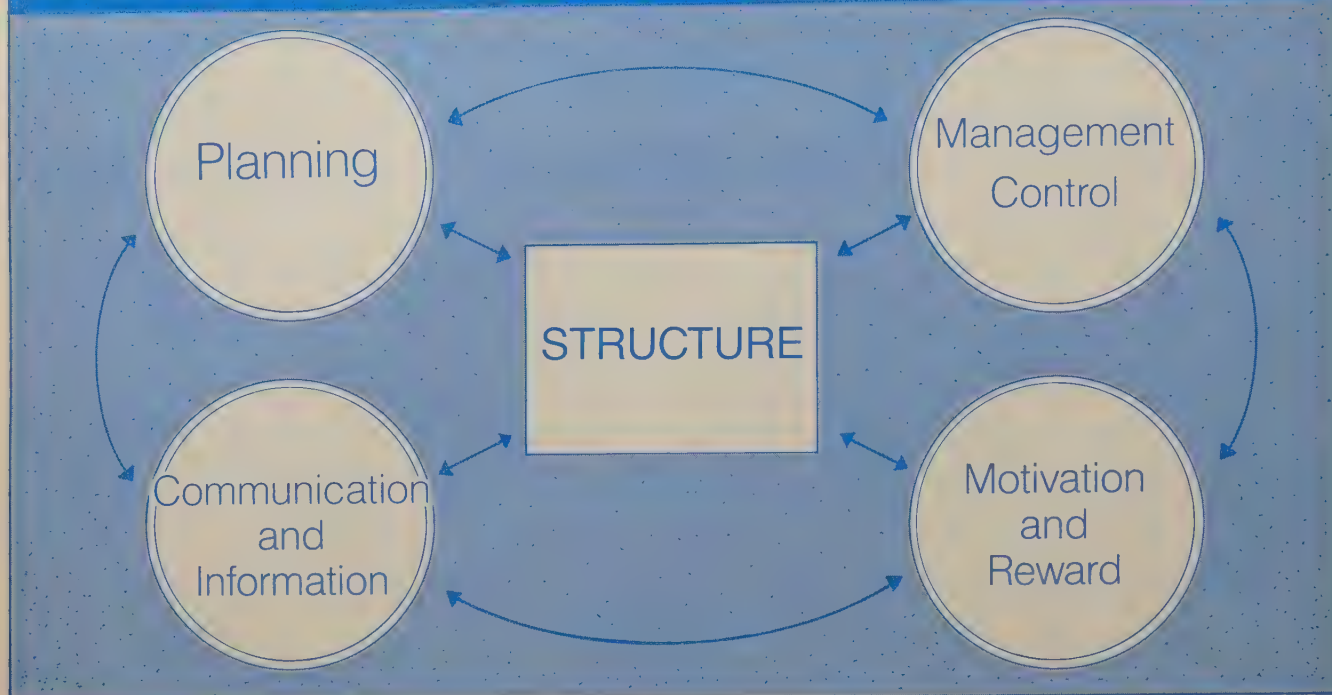 Planning
Management
Control
STRUCTURE
Communication
and
Information
Motivation
and
Reward